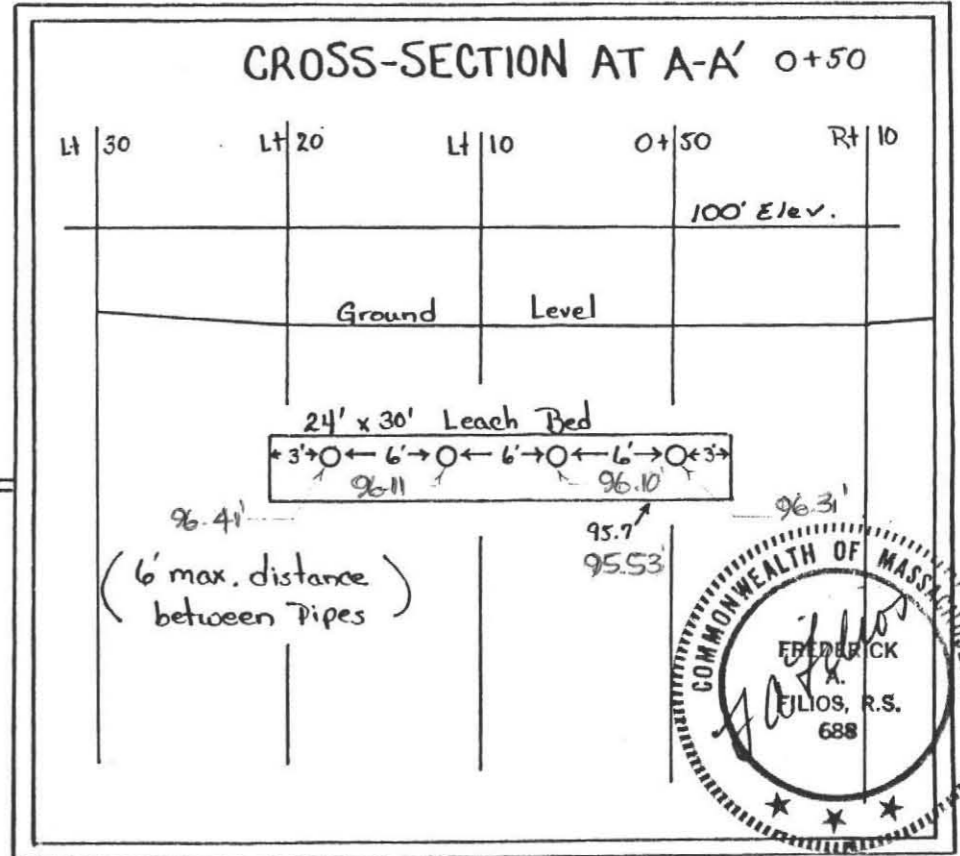 CROSS-SECTION AT A-A' 0+50
Lt 30 Lt 20 Lt 10 0+50 Rt 10
100' Elev.
Ground Level
24' x 30' Leach Bed
3' 6' 6' 6' 3'
96.11 96.10'
96.41' 96.31'
95.7'
95.53'
(6' max. distance
between Pipes)
COMMONWEALTH OF
FREDERICK
A.
FILIOS, R.S.
688